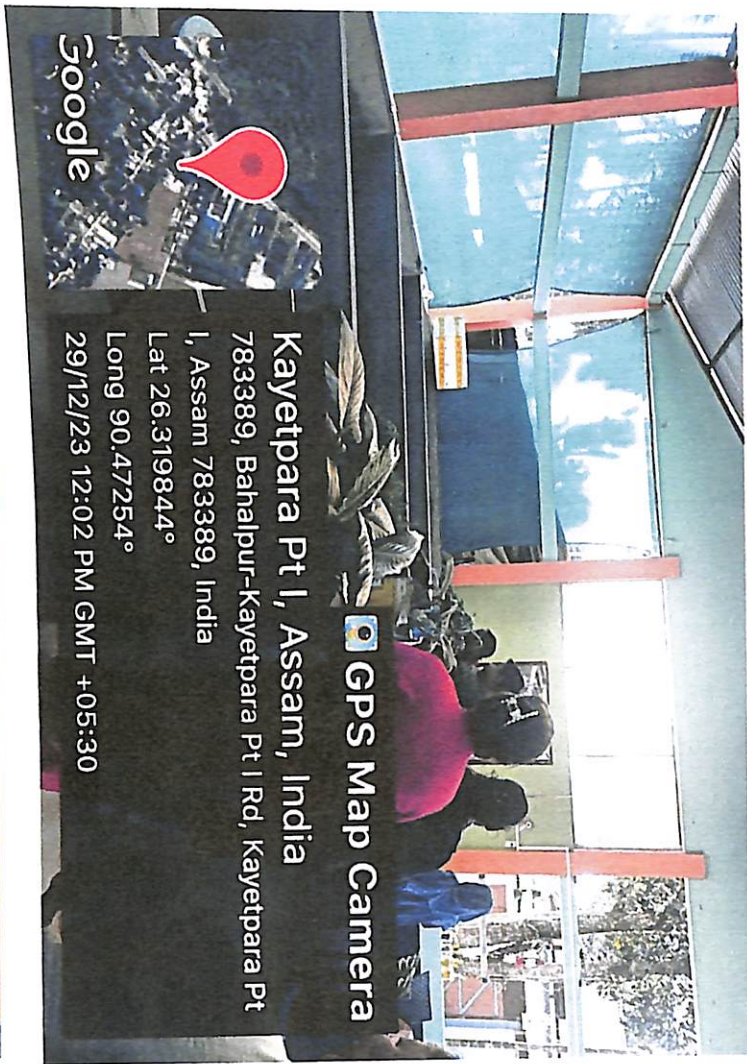 GPS Map Camera
Kayetpara Pt I, Assam, India
783389, Bahalpur-Kayetpara Pt I Rd, Kayetpara Pt
I, Assam 783389, India
Lat 26.319844°
Long 90.47254°
29/12/23 12:02 PM GMT +05:30
Google